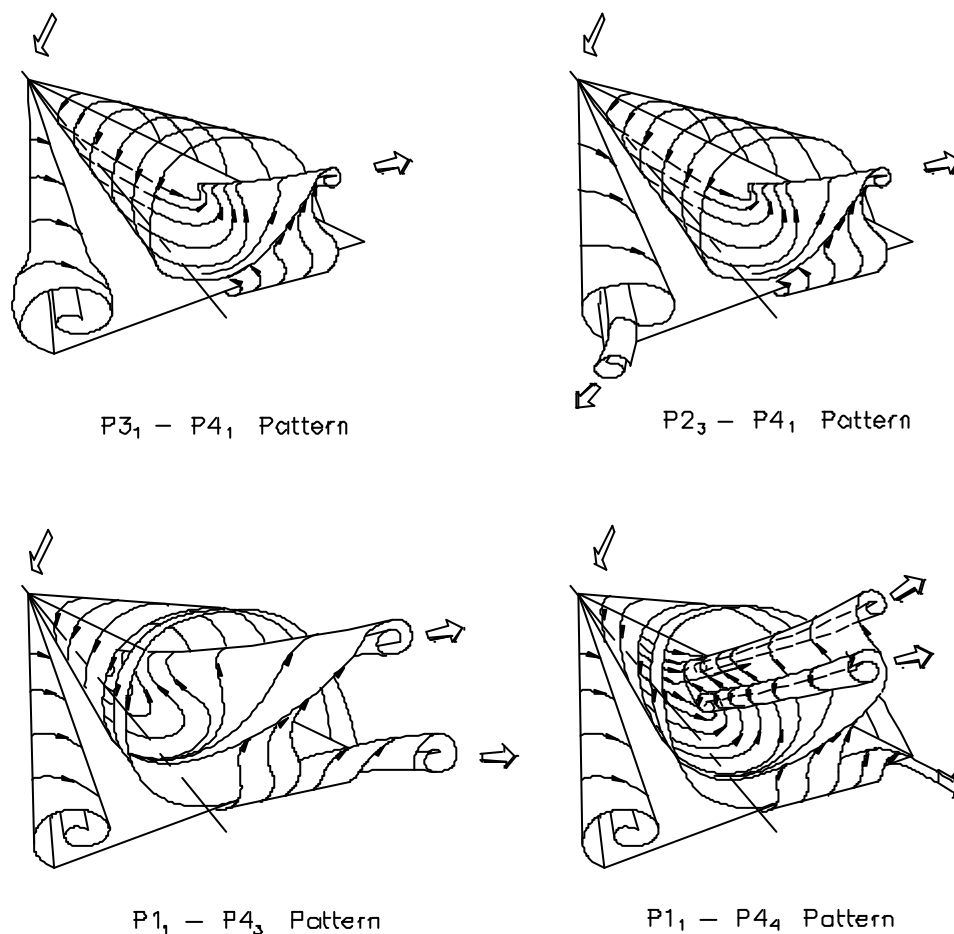 P3₁ – P4₁ Pattern
P2₃ – P4₁ Pattern
P1₁ – P4₃ Pattern
P1₁ – P4₄ Pattern